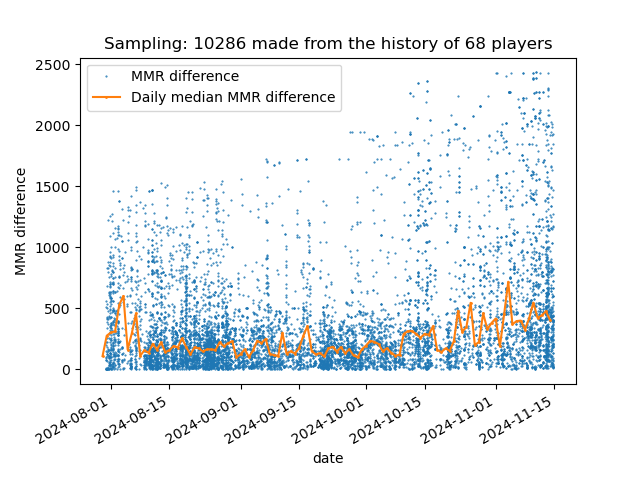 Sampling: 10286 made from the history of 68 players
MMR difference
Daily median MMR difference
2500
2000
1500
1000
500
0
MMR difference
2024-08-01
2024-08-15
2024-09-01
2024-09-15
2024-10-01
2024-10-15
2024-11-01
2024-11-15
date